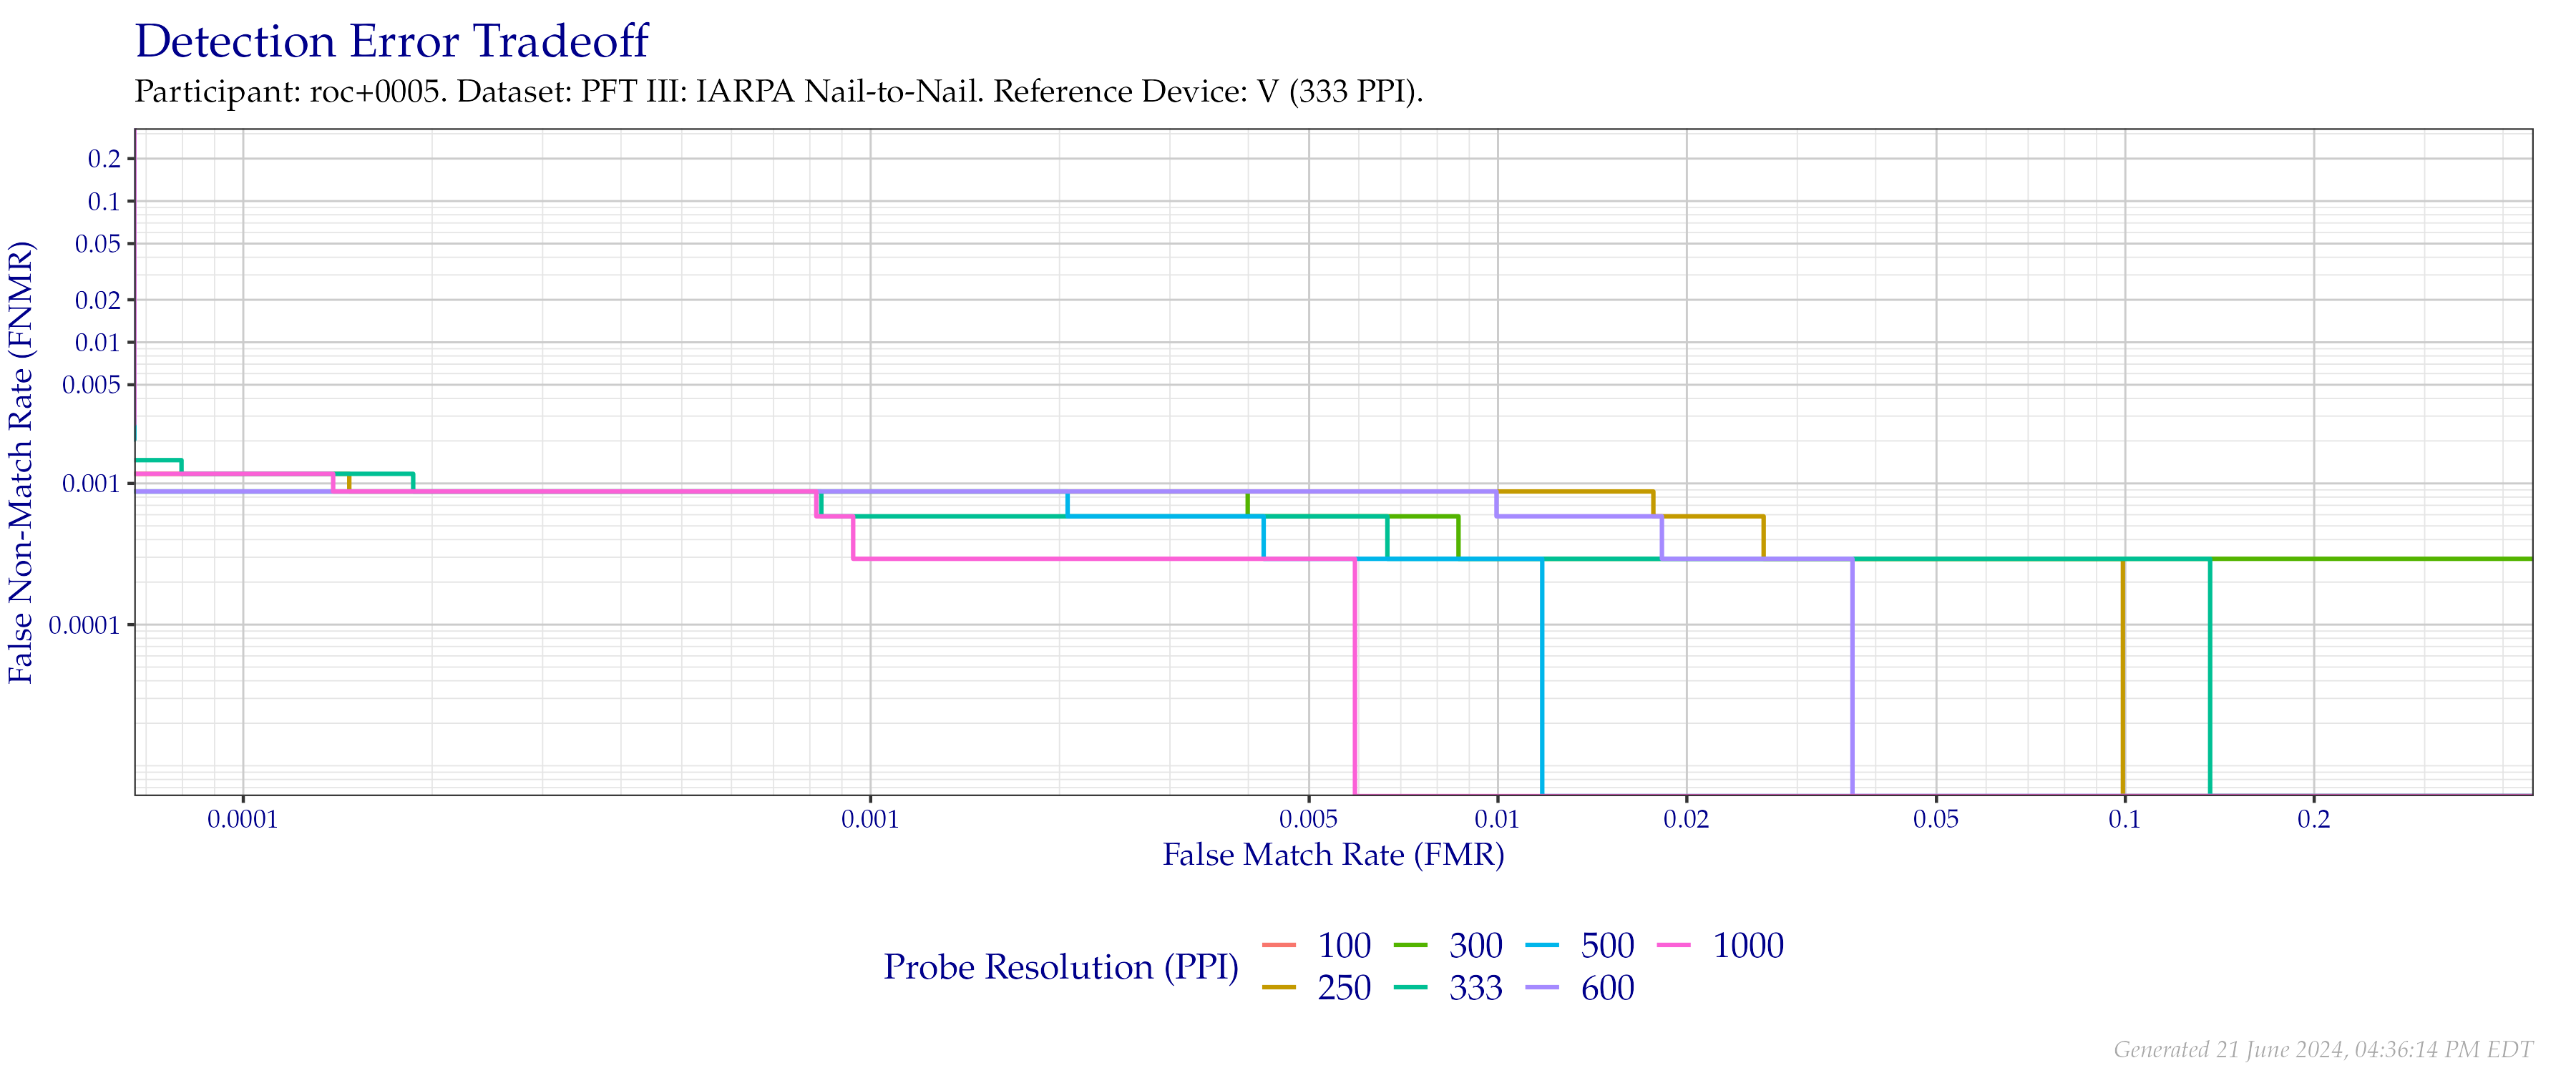 Detection Error Tradeoff
Participant: roc+0005. Dataset: PFT III: IARPA Nail-to-Nail. Reference Device: V (333 PPI).
False Non-Match Rate (FNMR)
0.2
0.1
0.05
0.02
0.01
0.005
0.001
0.0001
0.0001 0.001 0.005 0.01 0.02 0.05 0.1 0.2
False Match Rate (FMR)
Probe Resolution (PPI)
100 300 500 1000
250 333 600
Generated 21 June 2024, 04:36:14 PM EDT